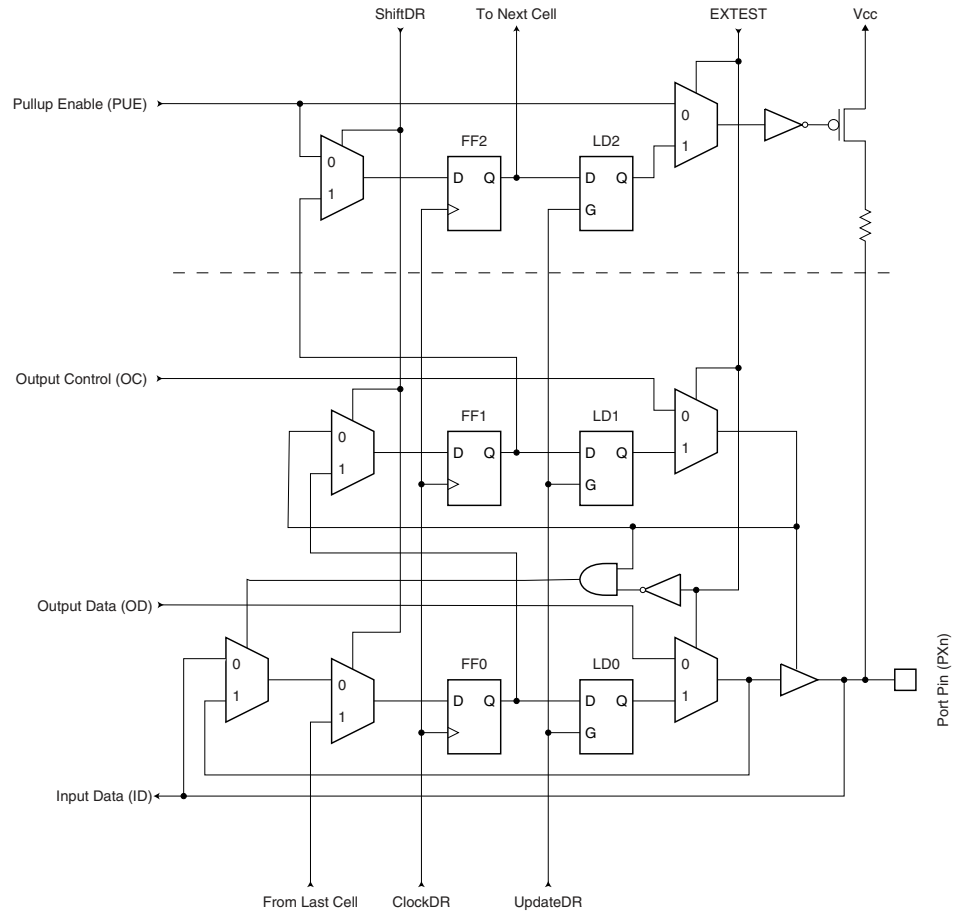 ShiftDR
To Next Cell
EXTEST
Vcc
Pullup Enable (PUE)
0
1
FF2
D Q
LD2
D Q
G
0
1
Output Control (OC)
0
1
FF1
D Q
LD1
D Q
G
0
1
Output Data (OD)
0
1
0
1
FF0
D Q
LD0
D Q
G
0
1
Port Pin (PXn)
Input Data (ID)
From Last Cell
ClockDR
UpdateDR